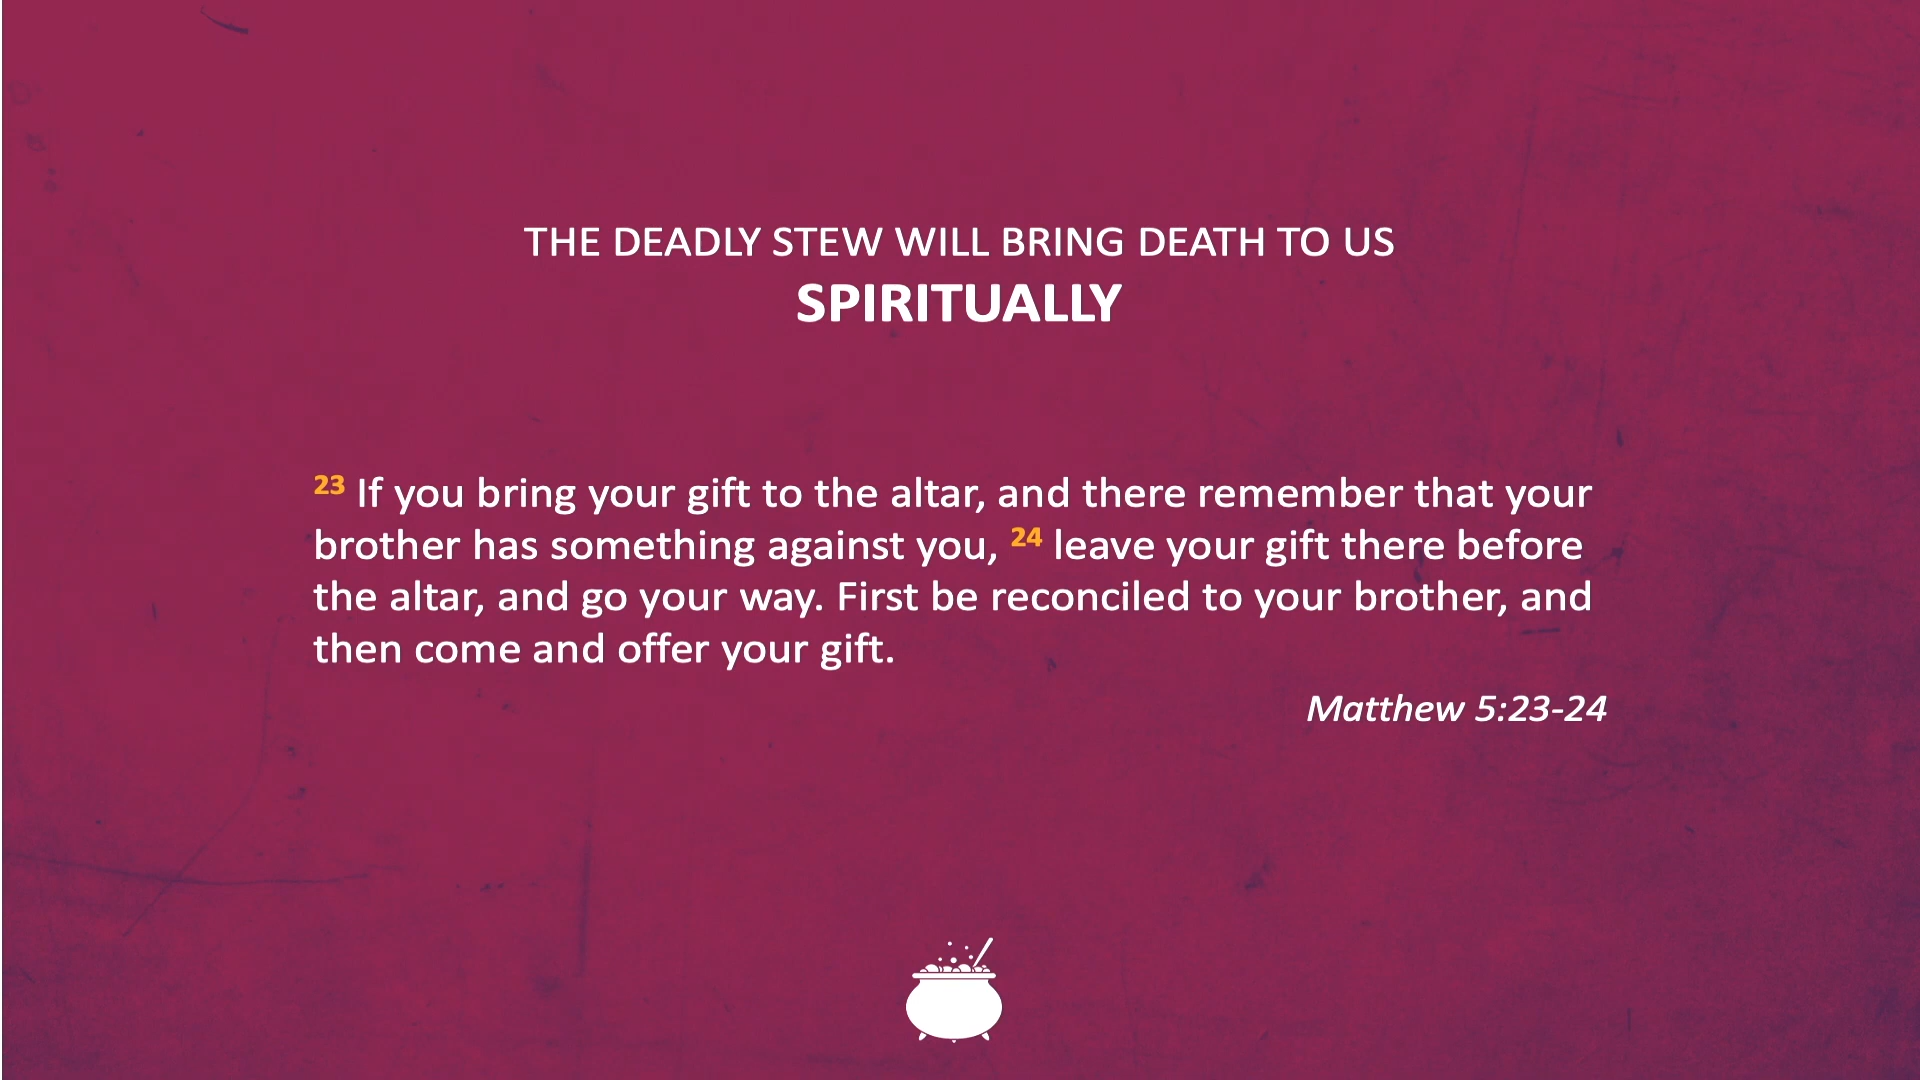 THE DEADLY STEW WILL BRING DEATH TO US
SPIRITUALLY
23 If you bring your gift to the altar, and there remember that your
brother has something against you, 24 leave your gift there before
the altar, and go your way. First be reconciled to your brother, and
then come and offer your gift.
Matthew 5:23-24